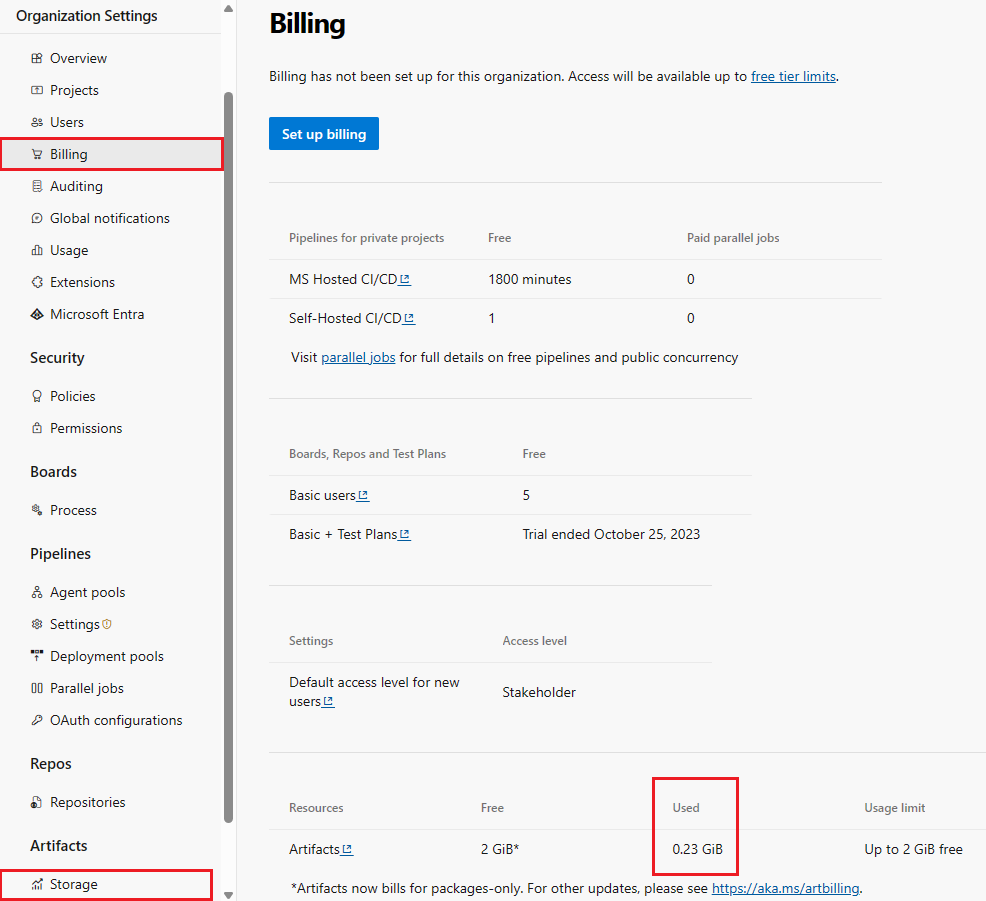 Organization Settings
Overview
Projects
Users
Billing
Auditing
Global notifications
Usage
Extensions
Microsoft Entra
Security
Policies
Permissions
Boards
Process
Pipelines
Agent pools
Settings
Deployment pools
Parallel jobs
OAuth configurations
Repos
Repositories
Artifacts
Storage
Billing
Billing has not been set up for this organization. Access will be available up to free tier limits.
Set up billing
Pipelines for private projects Free Paid parallel jobs
MS Hosted CI/CD 1800 minutes 0
Self-Hosted CI/CD 1 0
Visit parallel jobs for full details on free pipelines and public concurrency
Boards, Repos and Test Plans Free
Basic users 5
Basic + Test Plans Trial ended October 25, 2023
Settings Access level
Default access level for new
users Stakeholder
Resources Free Used Usage limit
Artifacts 2 GiB* 0.23 GiB Up to 2 GiB free
*Artifacts now bills for packages-only. For other updates, please see https://aka.ms/artbilling.